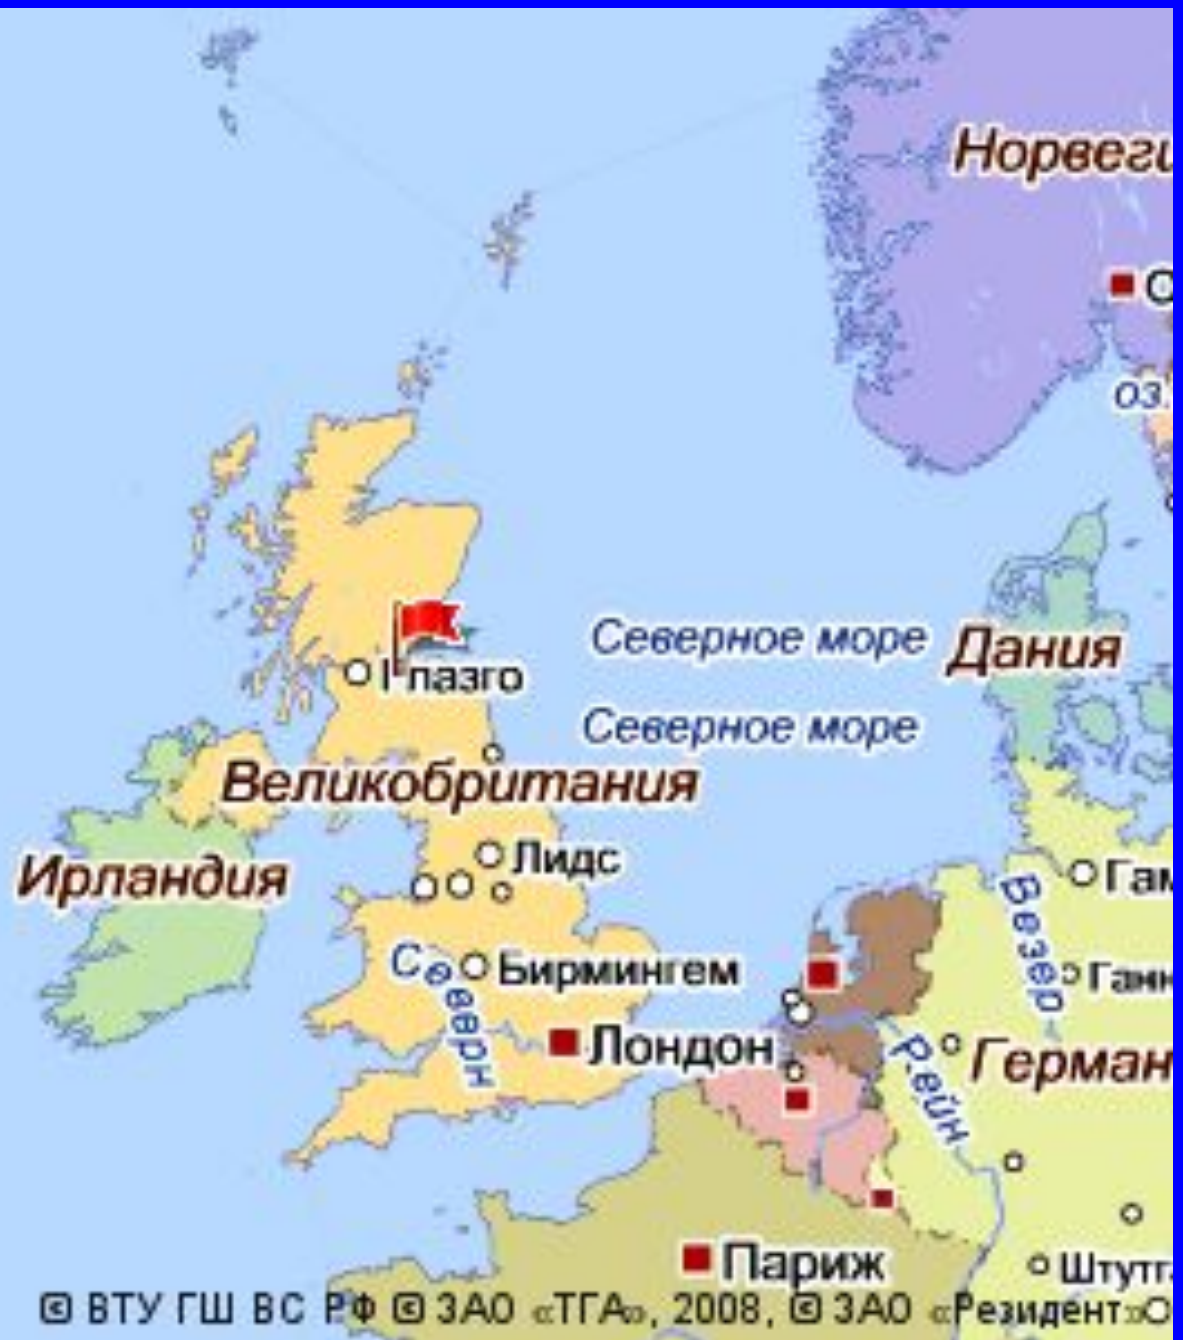 Норвеги
О
оз.
Северное море
Дания
Глазго
Северное море
Великобритания
Лидс
Ирландия
Гам
Везер
Северн
Бирмингем
Ганн
Лондон
Рейн
Герман
Париж
Штутг
© ВТУ ГШ ВС РФ © ЗАО «ТГА», 2008, © ЗАО «Резидент»